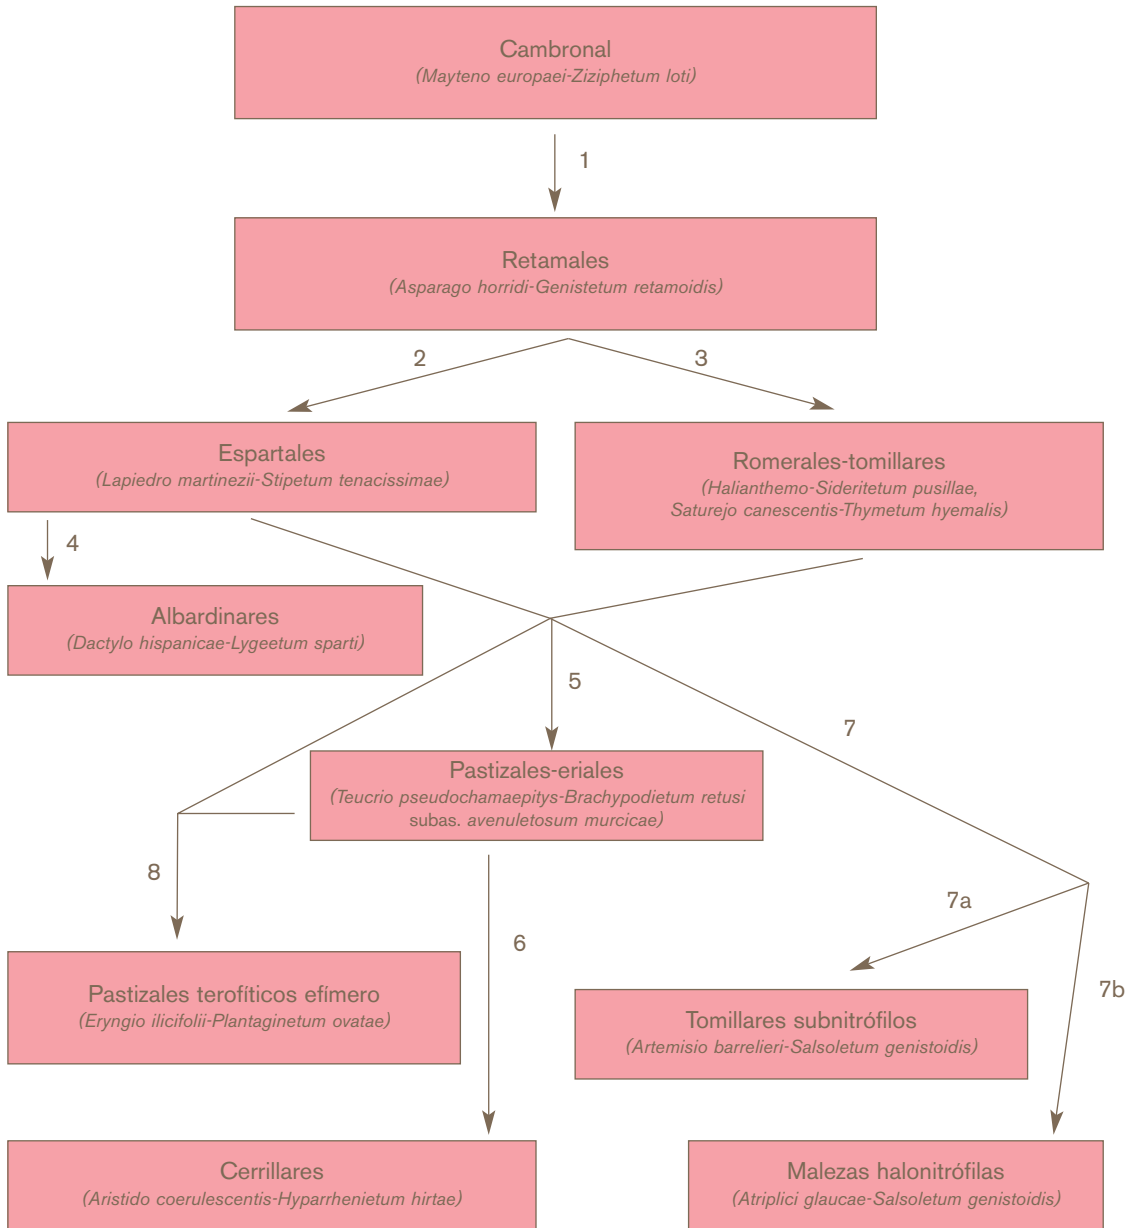 Cambronal
(Mayteno europaei-Ziziphetum loti)
1
Retamales
(Asparago horridi-Genistetum retamoidis)
2
3
Espartales
(Lapiedro martinezii-Stipetum tenacissimae)
Romerales-tomillares
(Halianthemo-Sideritetum pusillae,
Saturejo canescentis-Thymetum hyemalis)
4
Albardinares
(Dactylo hispanicae-Lygeetum sparti)
5
7
Pastizales-eriales
(Teucrio pseudochamaepitys-Brachypodietum retusi
subas. avenuletosum murcicae)
8
7a
6
7b
Pastizales terofíticos efímero
(Eryngio ilicifolii-Plantaginetum ovatae)
Tomillares subnitrófilos
(Artemisio barrelieri-Salsoletum genistoidis)
Cerrillares
(Aristido coerulescentis-Hyparrhenietum hirtae)
Malezas halonitrófilas
(Atriplici glaucae-Salsoletum genistoidis)